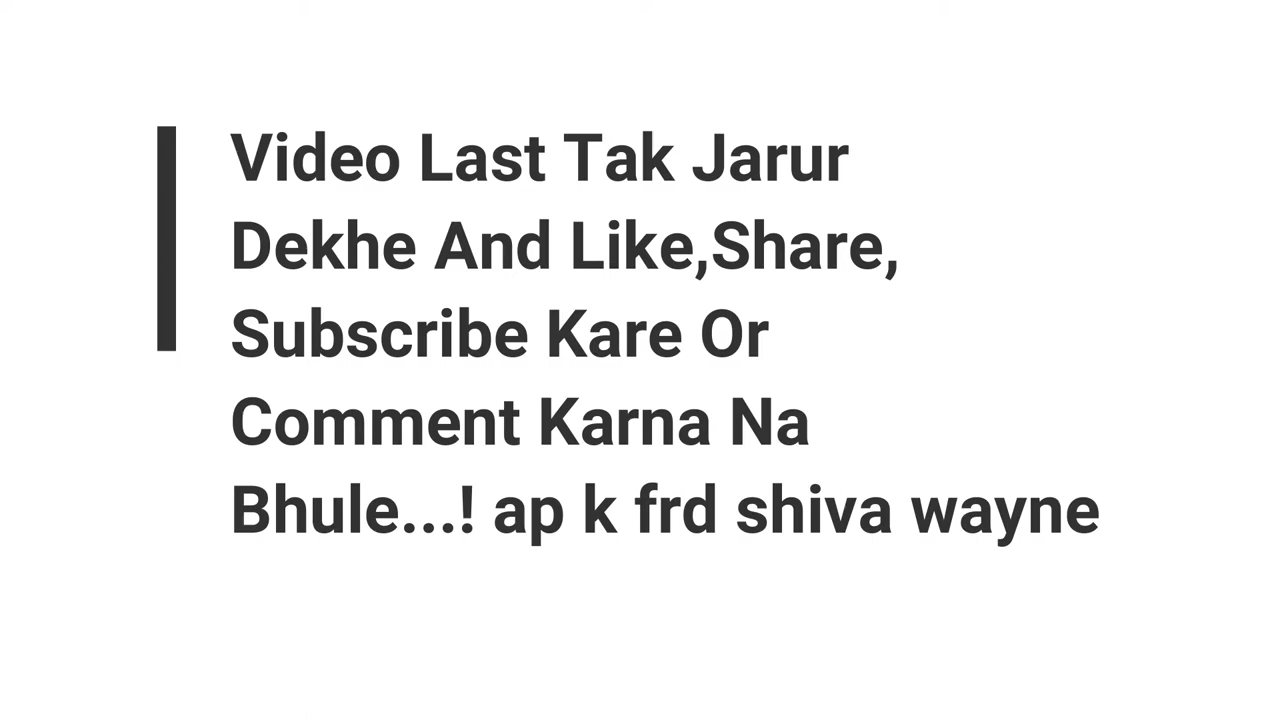 Video Last Tak Jarur
Dekhe And Like,Share,
Subscribe Kare Or
Comment Karna Na
Bhule...! ap k frd shiva wayne